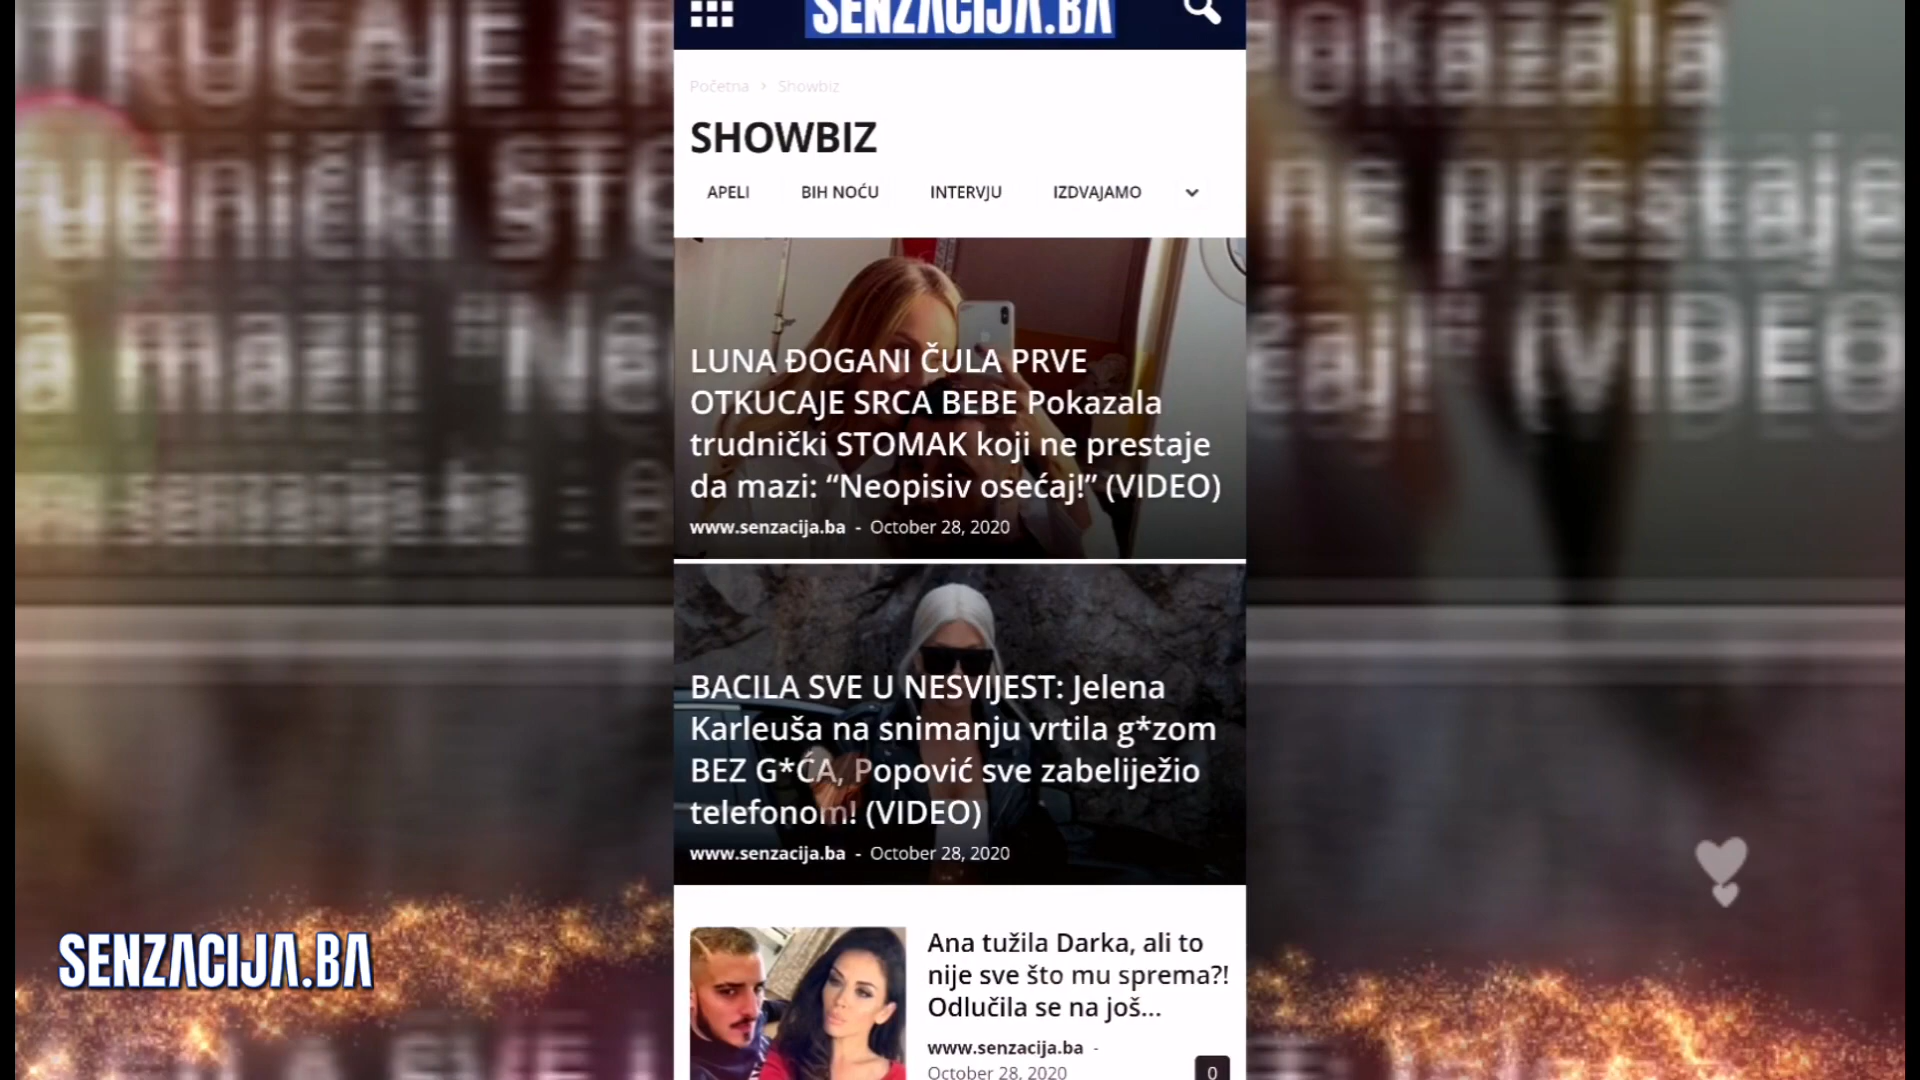 SENZACIJA.BA
Početna > Showbiz
SHOWBIZ
APELI BIH NOĆU INTERVJU IZDVAJAMO
LUNA ĐOGANI ČULA PRVE
OTKUCAJE SRCA BEBE Pokazala
trudnički STOMAK koji ne prestaje
da mazi: “Neopisiv osećaj!” (VIDEO)
www.senzacija.ba - October 28, 2020
BACILA SVE U NESVIJEST: Jelena
Karleuša na snimanju vrtila g*zom
BEZ G*ĆA, Popović sve zabeliježio
telefonom! (VIDEO)
www.senzacija.ba - October 28, 2020
Ana tužila Darka, ali to
nije sve što mu sprema?!
Odlučila se na još...
www.senzacija.ba -
October 28, 2020 0
SENZACIJA.BA